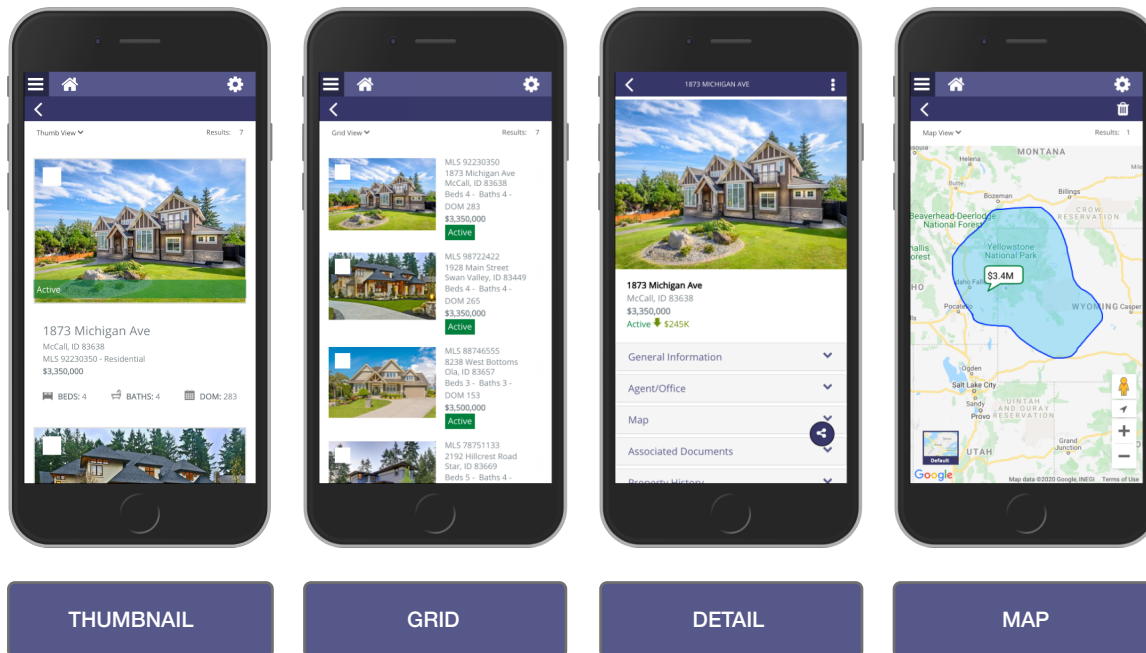 Thumb View
Results: 7
Active
1873 Michigan Ave
McCall, ID 83638
MLS 92230350 - Residential
$3,350,000
BEDS: 4
BATHS: 4
DOM: 283
THUMBNAIL
Grid View
Results: 7
MLS 92230350
1873 Michigan Ave
McCall, ID 83638
Beds 4 - Baths 4 -
DOM 283
$3,350,000
Active
MLS 98722422
1928 Main Street
Swan Valley, ID 83449
Beds 4 - Baths 4 -
DOM 265
$3,350,000
Active
MLS 88746555
8238 West Bottoms
Ola, ID 83657
Beds 3 - Baths 3 -
DOM 153
$3,500,000
Active
MLS 78751133
2192 Hillcrest Road
Star, ID 83669
Beds 5 - Baths 4 -
GRID
1873 MICHIGAN AVE
1873 Michigan Ave
McCall, ID 83638
$3,350,000
Active $245K
General Information
Agent/Office
Map
Associated Documents
Property History
DETAIL
Map View
Results: 1
MONTANA
Helena
Butte
Bozeman
Billings
CROW
RESERVATION
Beaverhead-Deerlodge
National Forest
Yellowstone
National Park
$3.4M
Idaho Falls
Pocatello
WYOMING
Casper
Ogden
Salt Lake City
Sandy
Provo
UINTAH
AND OURAY
RESERVATION
Grand
Junction
UTAH
Default
Google
Map data ©2020 Google, INEGI
Terms of Use
MAP